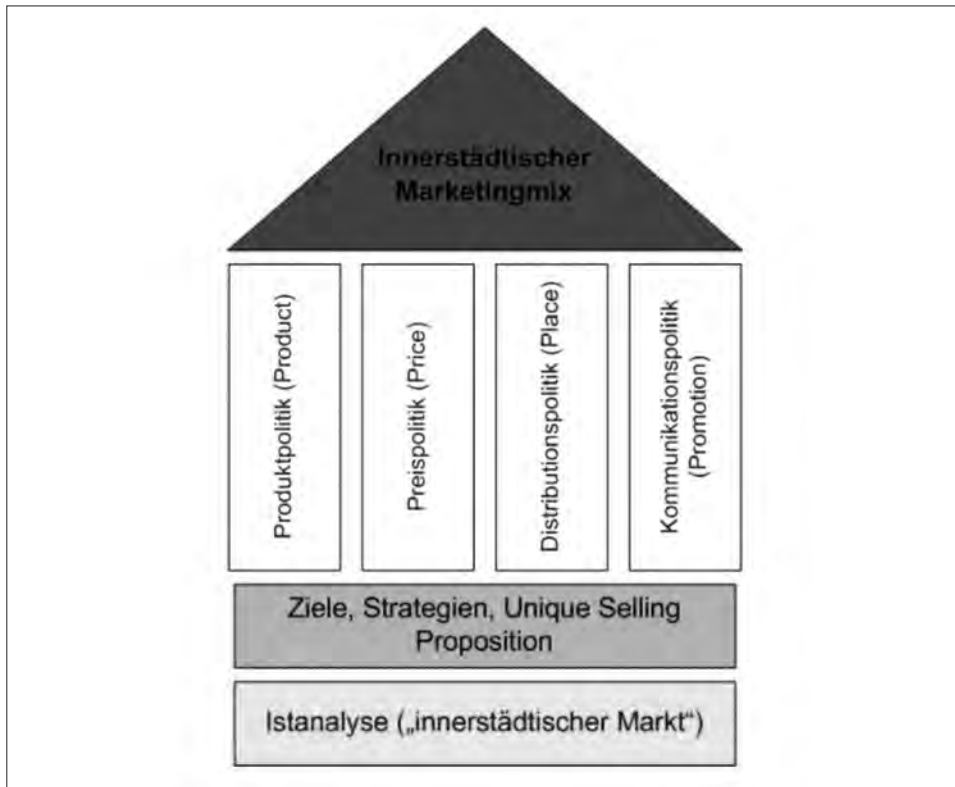 Innerstädtischer
Marketingmix
Produktpolitik (Product)
Preispolitik (Price)
Distributionspolitik (Place)
Kommunikationspolitik
(Promotion)
Ziele, Strategien, Unique Selling
Proposition
Istanalyse („innerstädtischer Markt“)